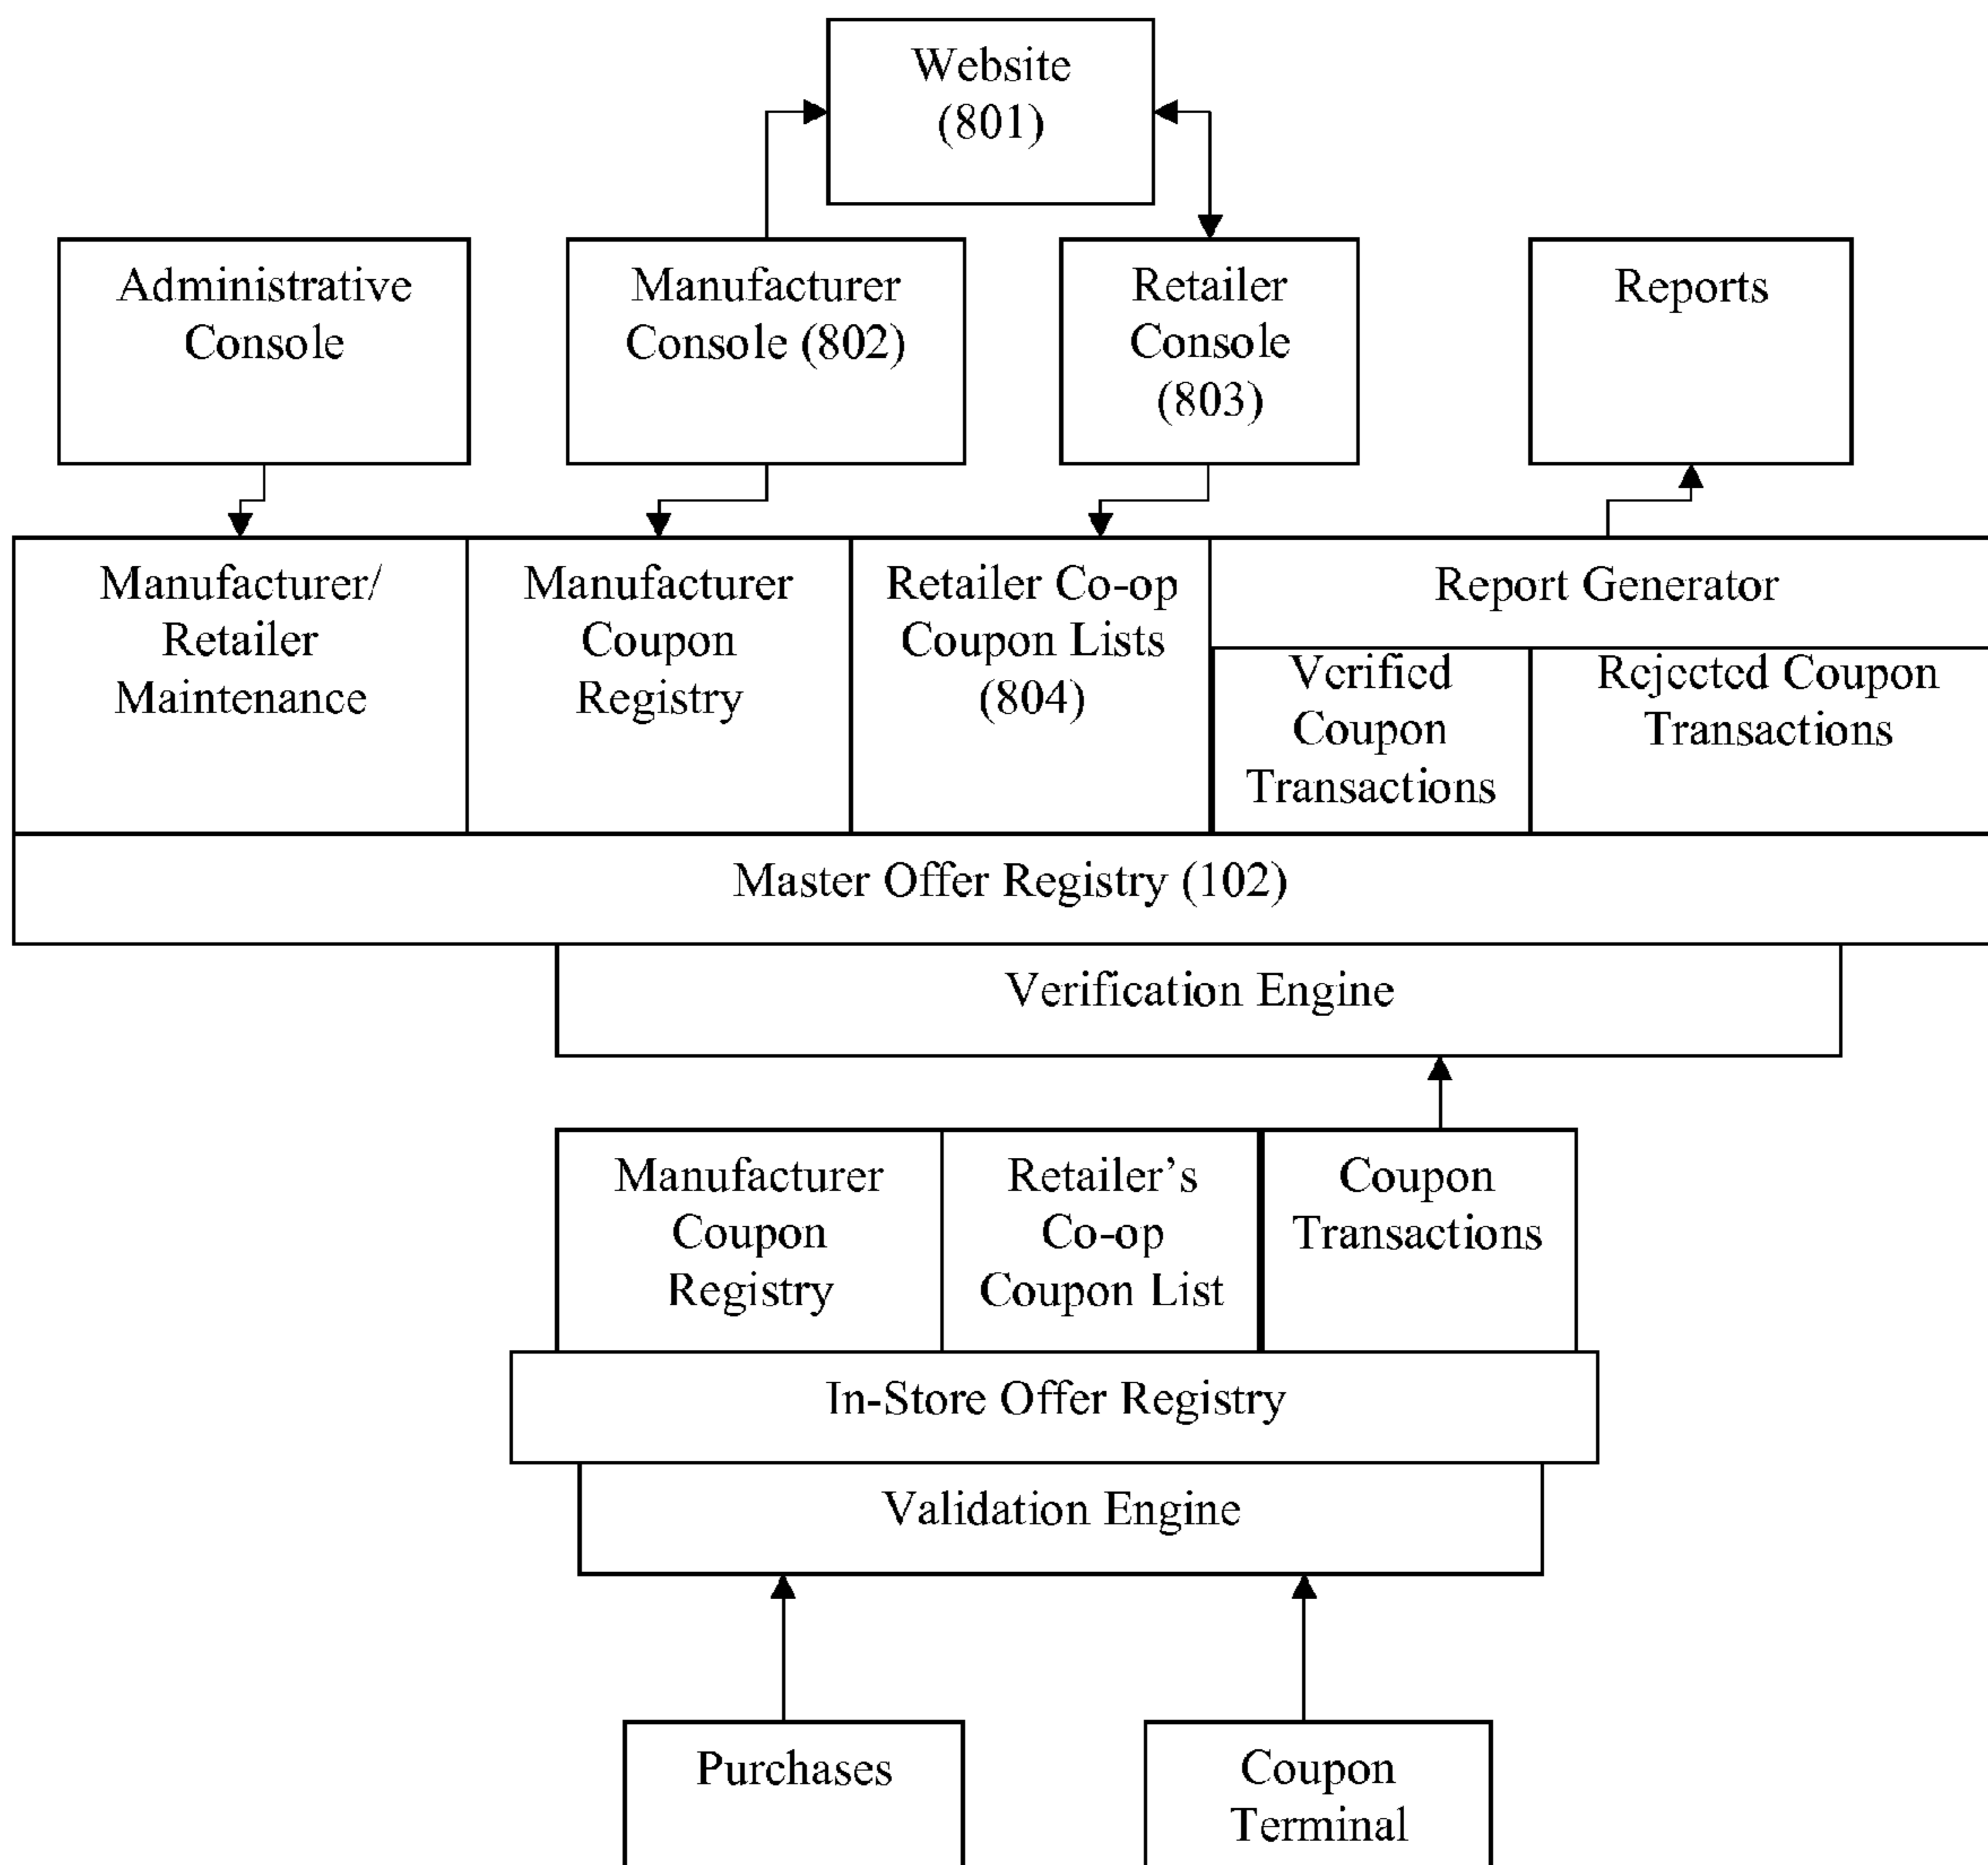 Website
(801)
Administrative
Console
Manufacturer
Console (802)
Retailer
Console
(803)
Reports
Manufacturer/
Retailer
Maintenance
Manufacturer
Coupon
Registry
Retailer Co-op
Coupon Lists
(804)
Report Generator
Verified
Coupon
Transactions
Rejected Coupon
Transactions
Master Offer Registry (102)
Verification Engine
Manufacturer
Coupon
Registry
Retailer's
Co-op
Coupon List
Coupon
Transactions
In-Store Offer Registry
Validation Engine
Purchases
Coupon
Terminal